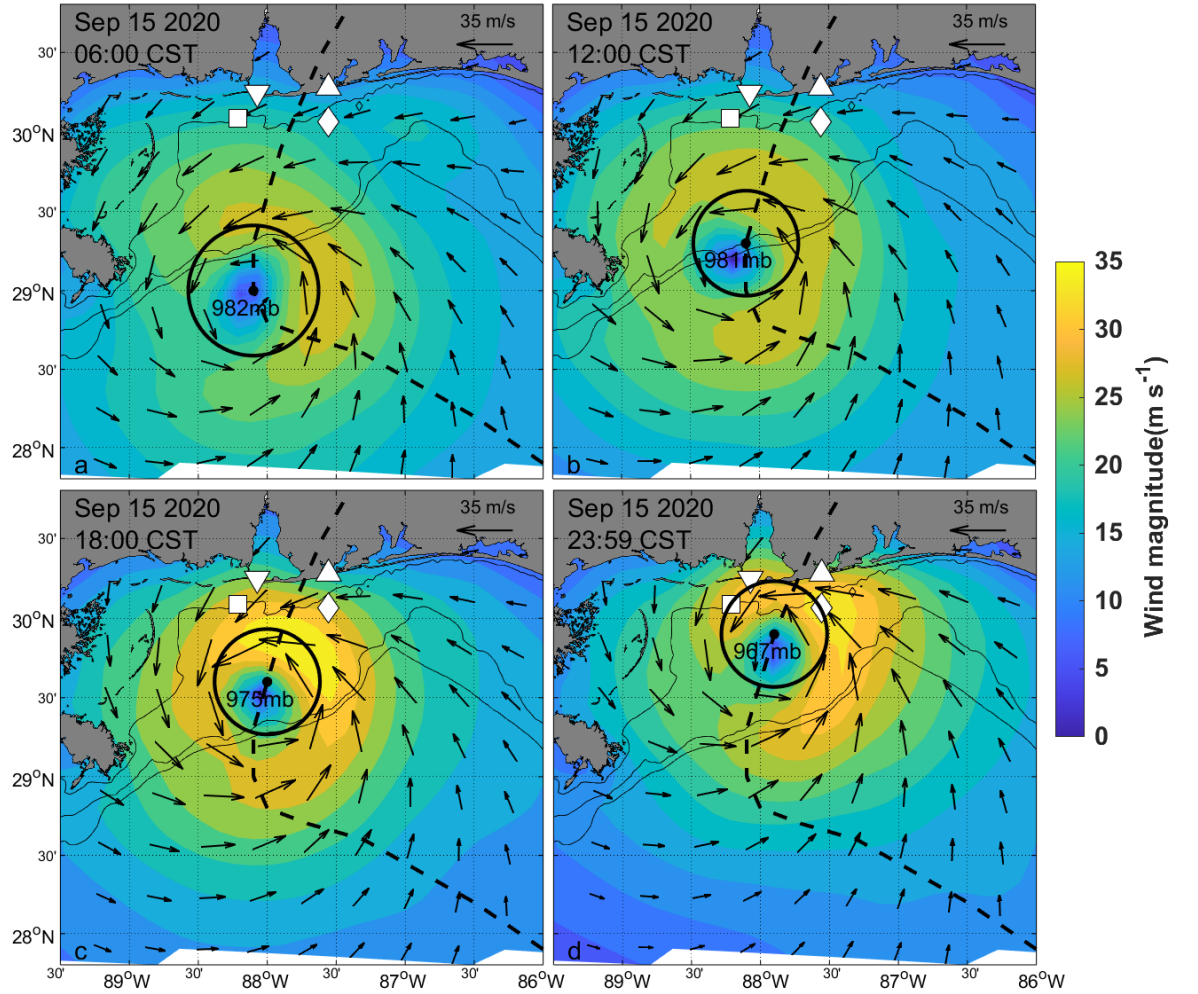 Sep 15 2020
06:00 CST
35 m/s
30'
30°N
30'
29°N
30'
28°N
982mb
a
Sep 15 2020
12:00 CST
35 m/s
981mb
b
Sep 15 2020
18:00 CST
35 m/s
30'
30°N
30'
29°N
30'
28°N
975mb
c
30'
89°W
30'
88°W
30'
87°W
30'
86°W
Sep 15 2020
23:59 CST
35 m/s
967mb
d
89°W
30'
88°W
30'
87°W
30'
86°W
35
30
25
20
15
10
5
0
Wind magnitude(m s-1)